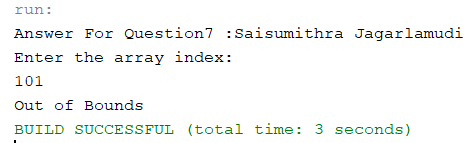 run:
Answer For Question7 :Saisumithra Jagarlamudi
Enter the array index:
101
Out of Bounds
BUILD SUCCESSFUL (total time: 3 seconds)